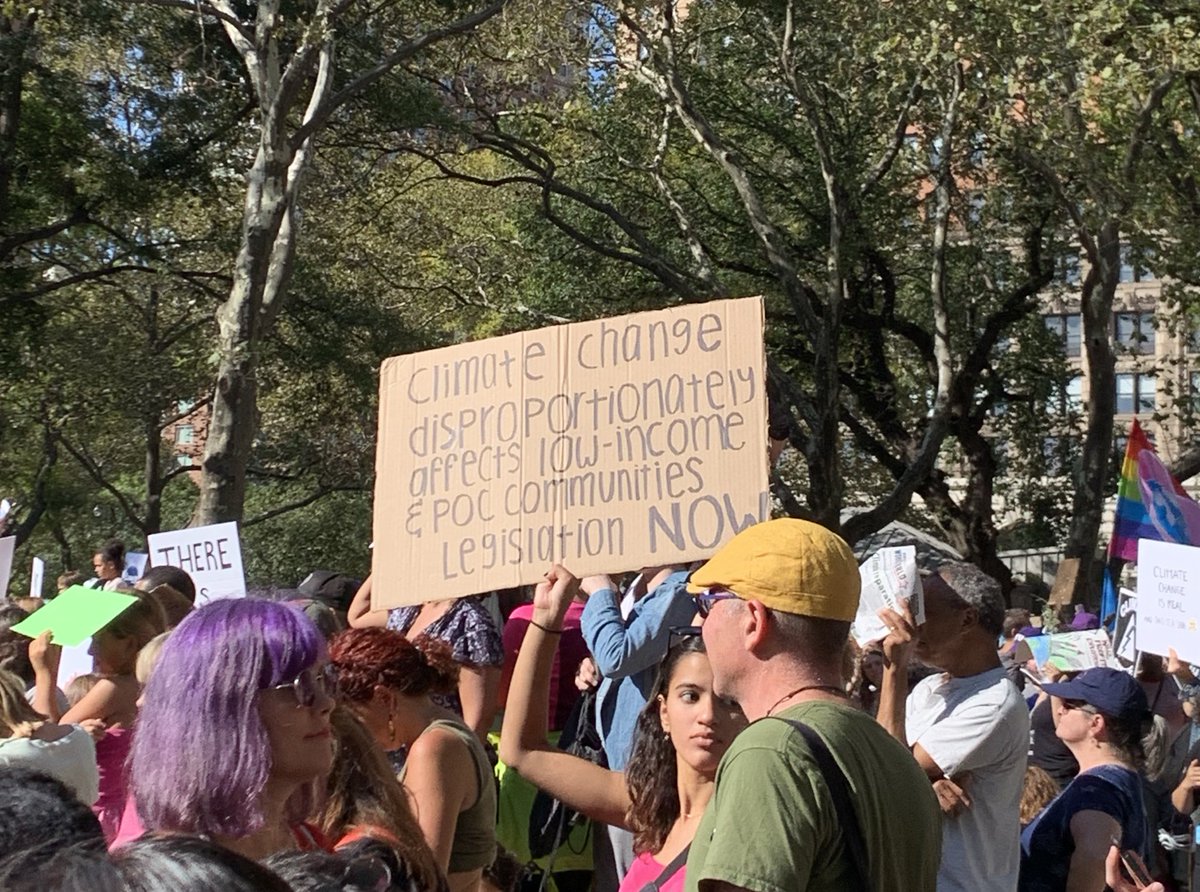 climate change
disproportionately
affects low-income
& POC communities
Legislation NOW
THERE
CLIMATE
CHANGE
IS REAL